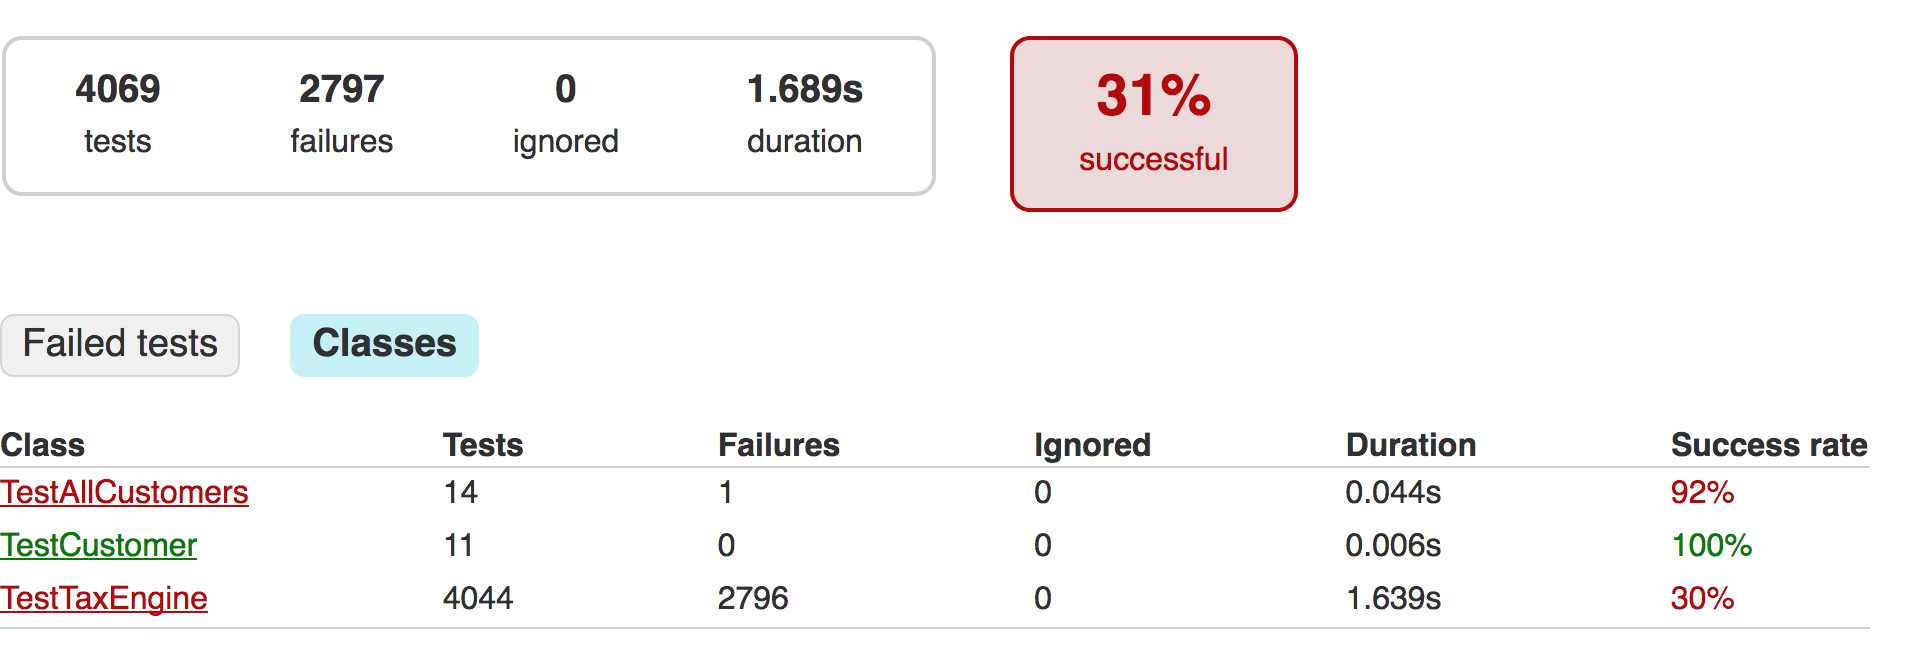 4069 2797 0 1.689s 31%
tests failures ignored duration successful
Failed tests Classes
Class Tests Failures Ignored Duration Success rate
TestAllCustomers 14 1 0 0.044s 92%
TestCustomer 11 0 0 0.006s 100%
TestTaxEngine 4044 2796 0 1.639s 30%